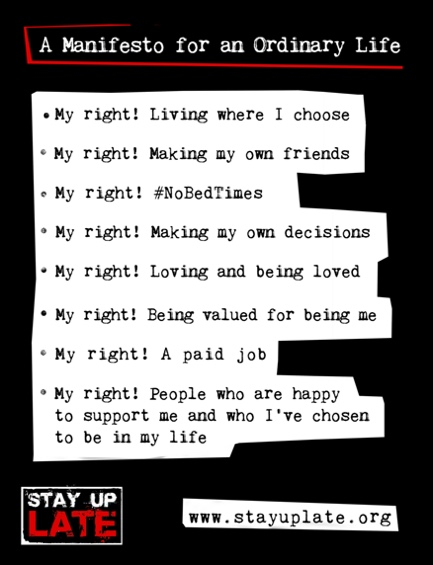 A Manifesto for an Ordinary Life
• My right! Living where I choose
• My right! Making my own friends
• My right! #NoBedTimes
• My right! Making my own decisions
• My right! Loving and being loved
• My right! Being valued for being me
• My right! A paid job
• My right! People who are happy
to support me and who I've chosen
to be in my life
STAY UP
LATE
www.stayuplate.org